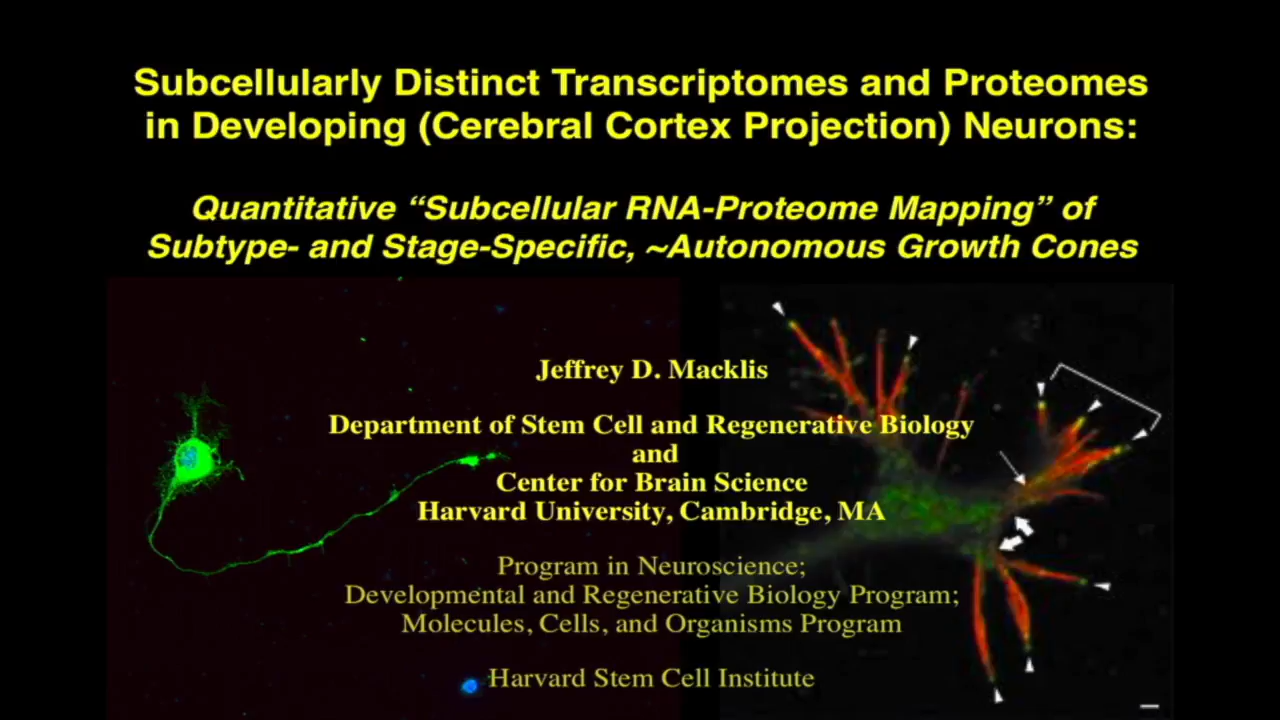 Subcellularly Distinct Transcriptomes and Proteomes
in Developing (Cerebral Cortex Projection) Neurons:
Quantitative “Subcellular RNA-Proteome Mapping” of
Subtype- and Stage-Specific, ~Autonomous Growth Cones
Jeffrey D. Macklis
Department of Stem Cell and Regenerative Biology
and
Center for Brain Science
Harvard University, Cambridge, MA
Program in Neuroscience;
Developmental and Regenerative Biology Program;
Molecules, Cells, and Organisms Program
Harvard Stem Cell Institute